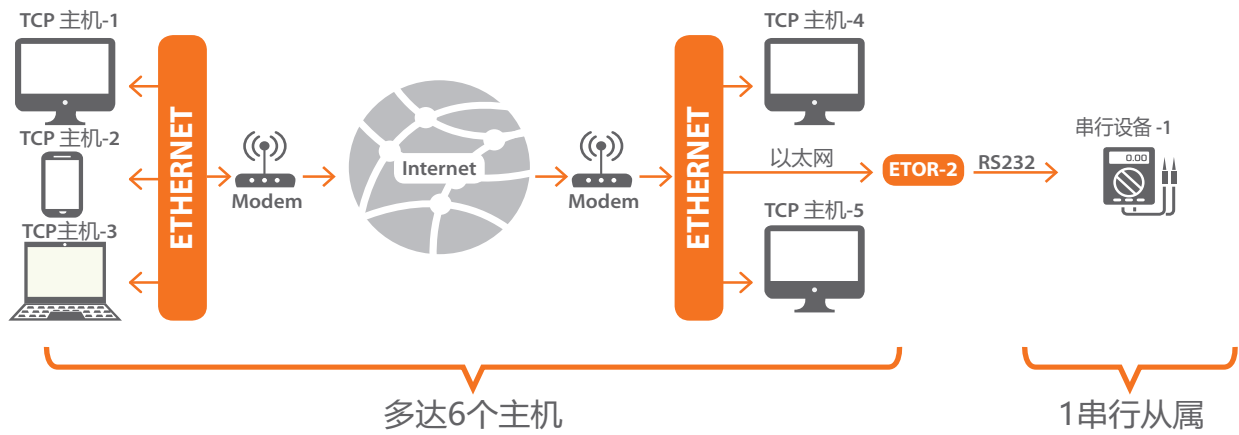 TCP 主机-1
TCP 主机-2
TCP主机-3
ETHERNET
Modem
Internet
Modem
ETHERNET
TCP 主机-4
以太网
TCP 主机-5
ETOR-2
RS232
串行设备 -1
0.00
多达6个主机
1串行从属